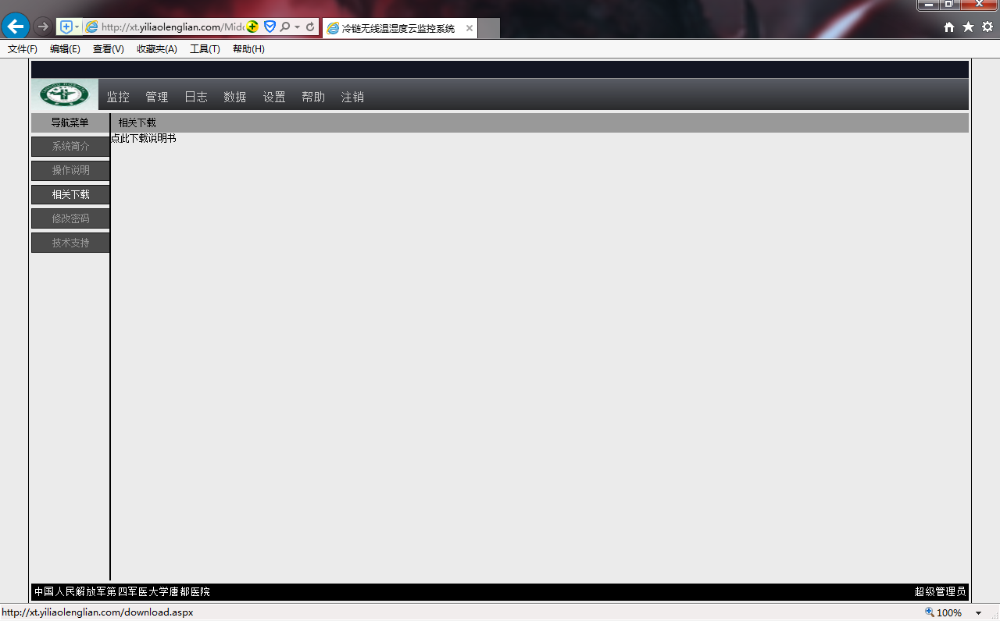 http://xt.yiliaolenglian.com/Mid
冷链无线温湿度云监控系统
文件(F) 编辑(E) 查看(V) 收藏夹(A) 工具(T) 帮助(H)
监控 管理 日志 数据 设置 帮助 注销
导航菜单 相关下载
点此下载说明书
系统简介
操作说明
相关下载
修改密码
技术支持
中国人民解放军第四军医大学唐都医院 超级管理员
http://xt.yiliaolenglian.com/download.aspx 100%